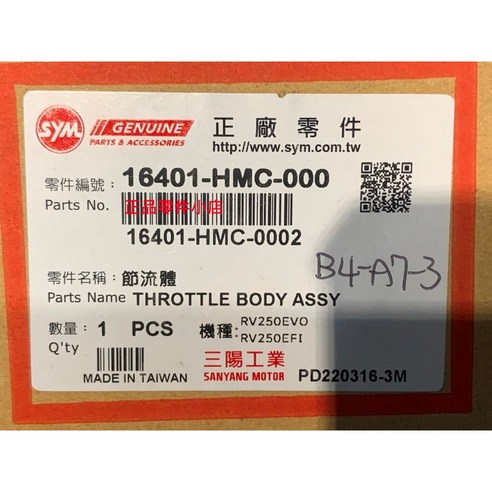 SYM GENUINE 正廠零件
PARTS & ACCESSORIES http://www.sym.com.tw
零件編號: 16401-HMC-000
Parts No.
正品零件小店
16401-HMC-0002
B4-A7-3
零件名稱: 節流體
Parts Name THROTTLE BODY ASSY
數量: 1 PCS 機種: RV250EVO
Q'ty RV250EFI
三陽工業
MADE IN TAIWAN SANYANG MOTOR PD220316-3M